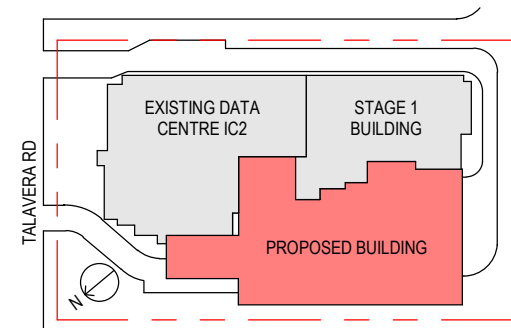 EXISTING DATA
CENTRE IC2
STAGE 1
BUILDING
TALAVERA RD
PROPOSED BUILDING
N